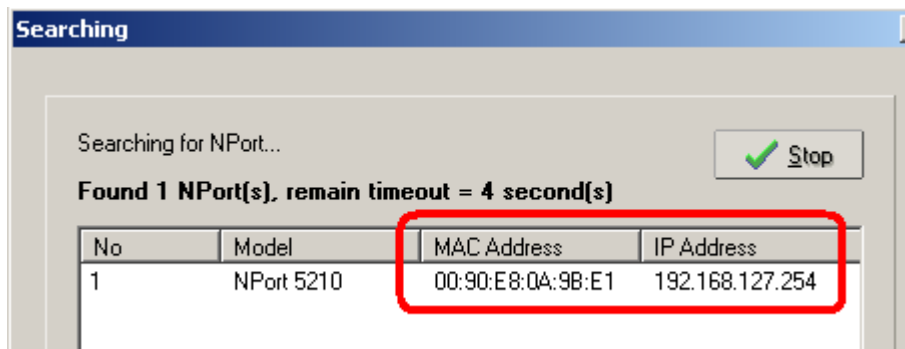 Searching
Searching for NPort...
Stop
Found 1 NPort(s), remain timeout = 4 second(s)
No Model MAC Address IP Address
1 NPort 5210 00:90:E8:0A:9B:E1 192.168.127.254